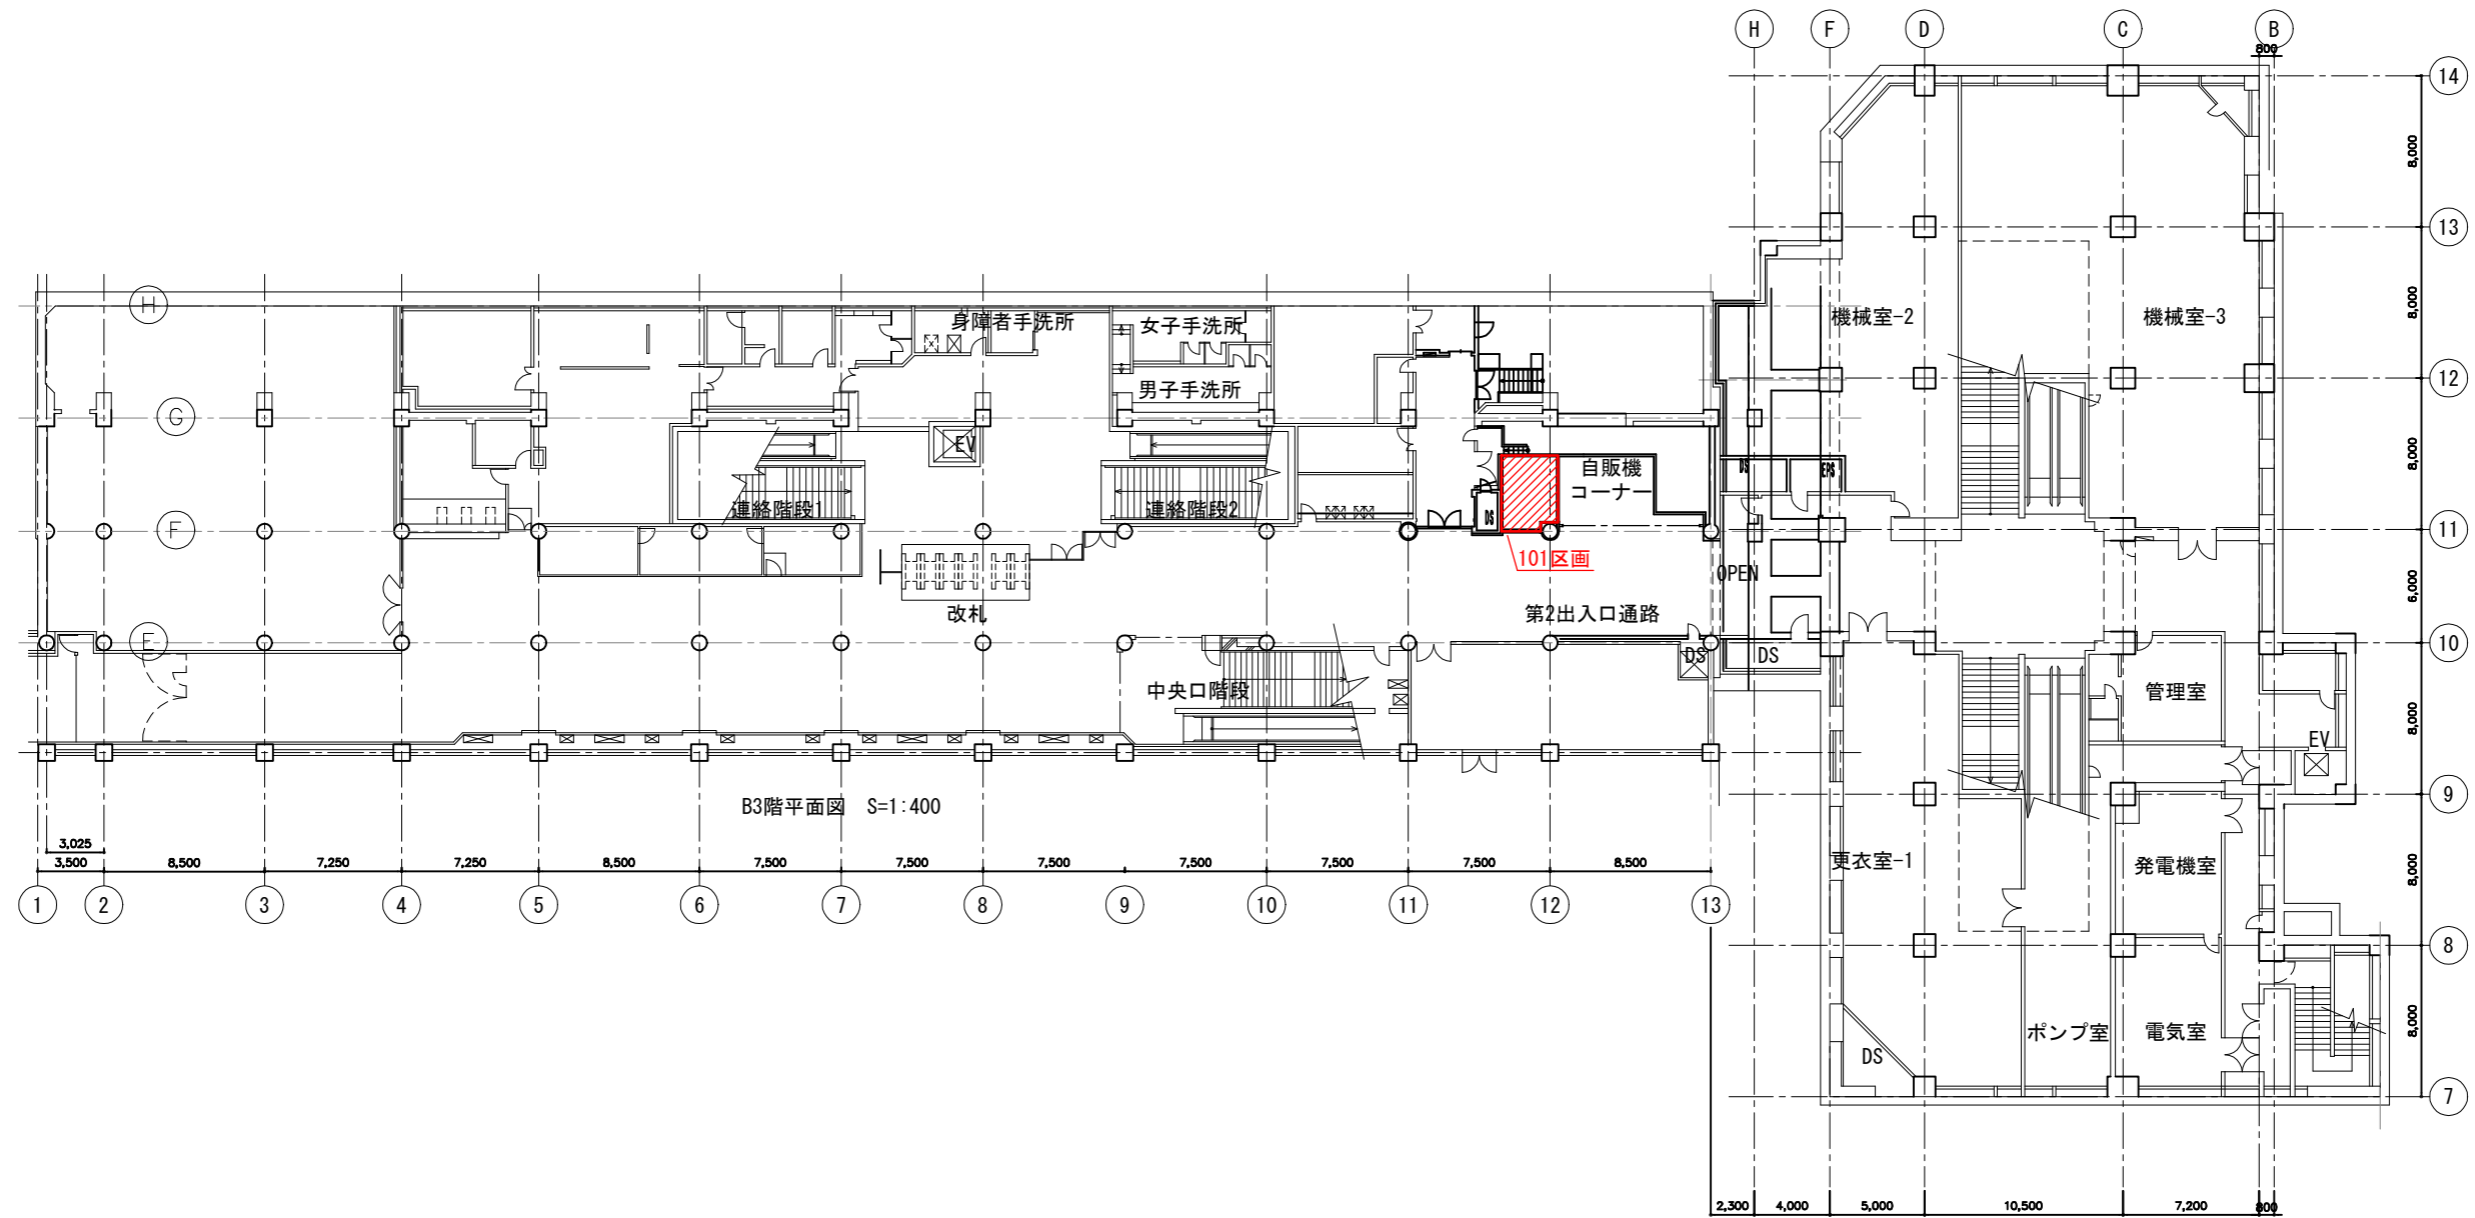 H F D C B
800
14
8,000
13
8,000
12
8,000
11
6,000
10
8,000
9
8,000
8
8,000
7
H
G
F
E
身障者手洗所
女子手洗所
男子手洗所
EV
連絡階段1
連絡階段2
自販機
コーナー
DS
101区画
改札
第2出入口通路
中央口階段
DS
DS
DS
EPS
OPEN
機械室-2
機械室-3
管理室
EV
更衣室-1
発電機室
ポンプ室
電気室
DS
B3階平面図 S=1:400
3,025
3,500 8,500 7,250 7,250 8,500 7,500 7,500 7,500 7,500 7,500 7,500 8,500
1 2 3 4 5 6 7 8 9 10 11 12 13
2,300 4,000 5,000 10,500 7,200 800